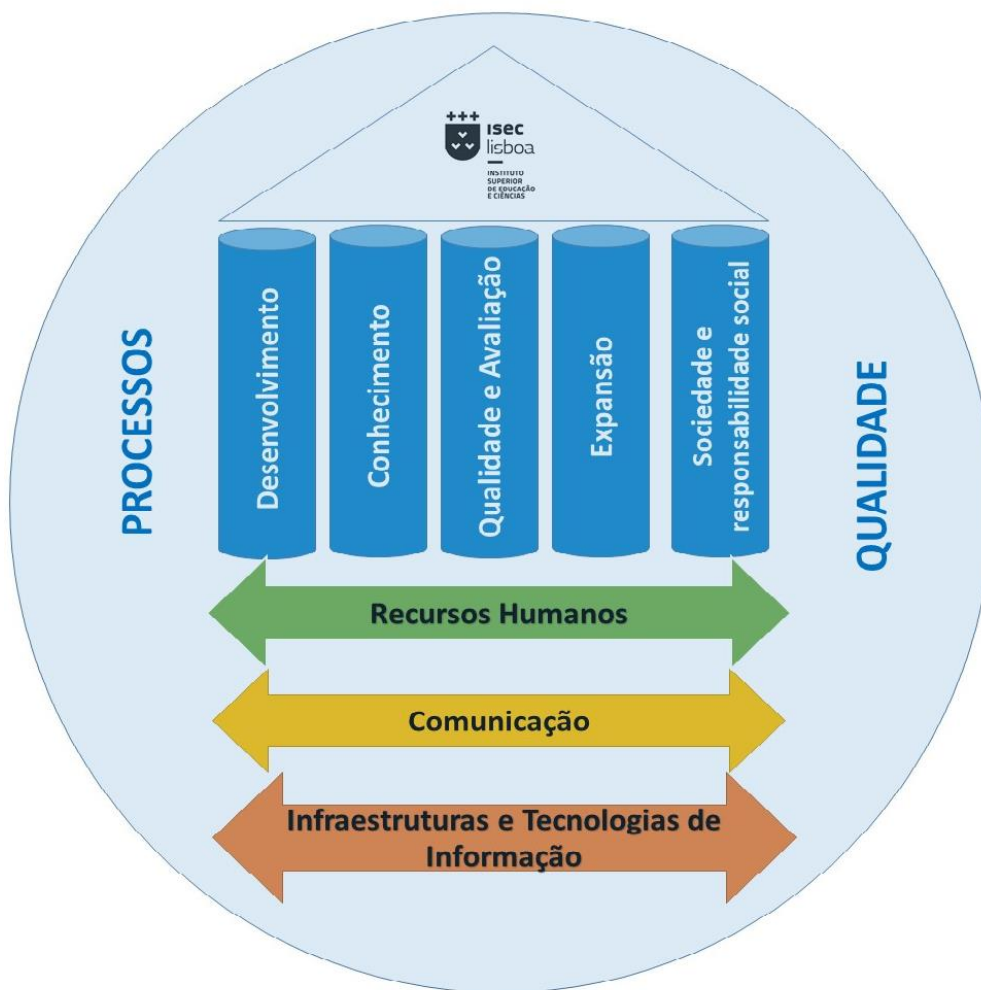 +++
ısec
lisboa
INSTITUTO
SUPERIOR
DE EDUCAÇÃO
E CIÊNCIAS
PROCESSOS
Desenvolvimento
Conhecimento
Qualidade e Avaliação
Expansão
Sociedade e
responsabilidade social
QUALIDADE
Recursos Humanos
Comunicação
Infraestruturas e Tecnologias de
Informação